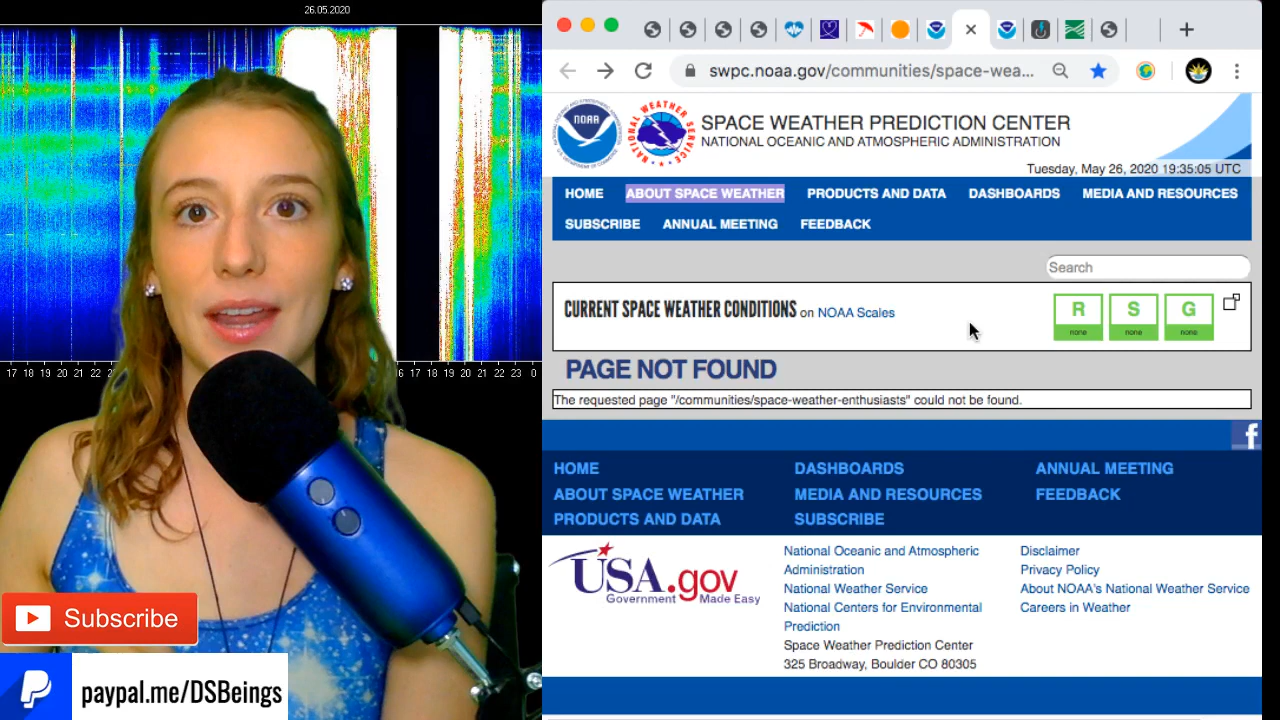 26.05.2020
17 18 19 20 21 22 2
6 17 18 19 20 21 22 23 0
Subscribe
paypal.me/DSBeings
swpc.noaa.gov/communities/space-wea...
NOAA
NATIONAL WEATHER SERVICE
SPACE WEATHER PREDICTION CENTER
NATIONAL OCEANIC AND ATMOSPHERIC ADMINISTRATION
Tuesday, May 26, 2020 19:35:05 UTC
HOME ABOUT SPACE WEATHER PRODUCTS AND DATA DASHBOARDS MEDIA AND RESOURCES
SUBSCRIBE ANNUAL MEETING FEEDBACK
Search
CURRENT SPACE WEATHER CONDITIONS on NOAA Scales
R S G
none none none
PAGE NOT FOUND
The requested page "/communities/space-weather-enthusiasts" could not be found.
f
HOME DASHBOARDS ANNUAL MEETING
ABOUT SPACE WEATHER MEDIA AND RESOURCES FEEDBACK
PRODUCTS AND DATA SUBSCRIBE
USA.gov
Government Made Easy
National Oceanic and Atmospheric
Administration
National Weather Service
National Centers for Environmental
Prediction
Space Weather Prediction Center
325 Broadway, Boulder CO 80305
Disclaimer
Privacy Policy
About NOAA's National Weather Service
Careers in Weather